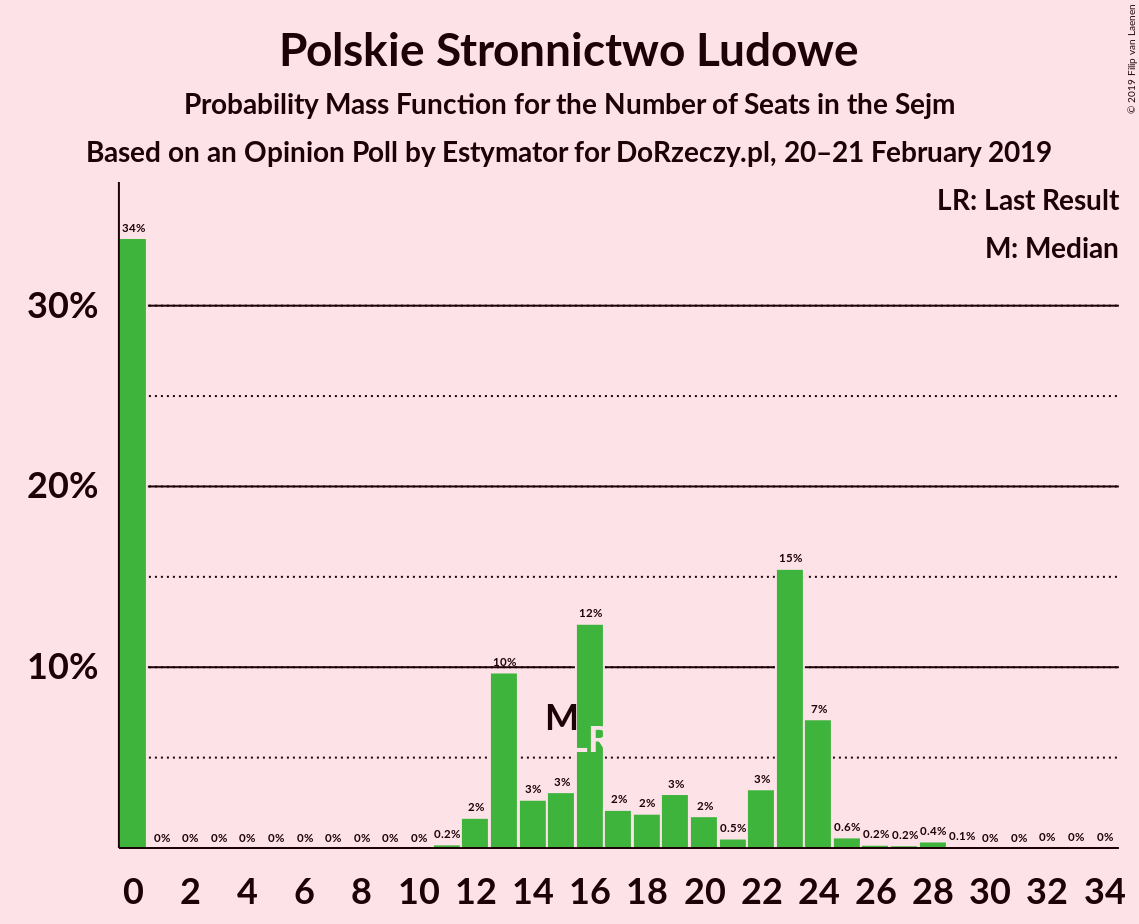 Polskie Stronnictwo Ludowe
Probability Mass Function for the Number of Seats in the Sejm
Based on an Opinion Poll by Estymator for DoRzeczy.pl, 20–21 February 2019
© 2019 Filip van Laenen
LR: Last Result
M: Median
34%
30%
20%
15%
12%
10%
10%
M
7%
LR
2% 3% 3% 2% 2% 3% 2% 3%
0% 0% 0% 0% 0% 0% 0% 0% 0% 0% 0.2% 0.5% 0.6% 0.2% 0.2% 0.4% 0.1% 0% 0% 0% 0% 0%
0 2 4 6 8 10 12 14 16 18 20 22 24 26 28 30 32 34